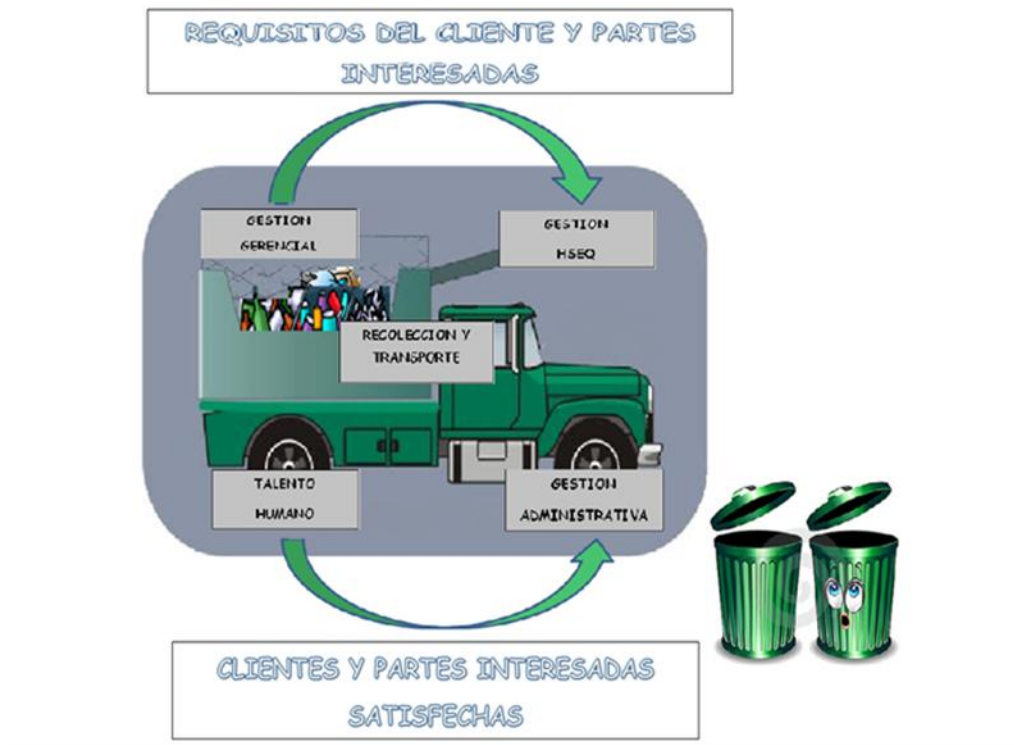 REQUISITOS DEL CLIENTE Y PARTES
INTERESADAS
GESTION
GERENCIAL
GESTION
HSEQ
RECOLECCION Y
TRANSPORTE
TALENTO
HUMANO
GESTION
ADMINISTRATIVA
CLIENTES Y PARTES INTERESADAS
SATISFECHAS